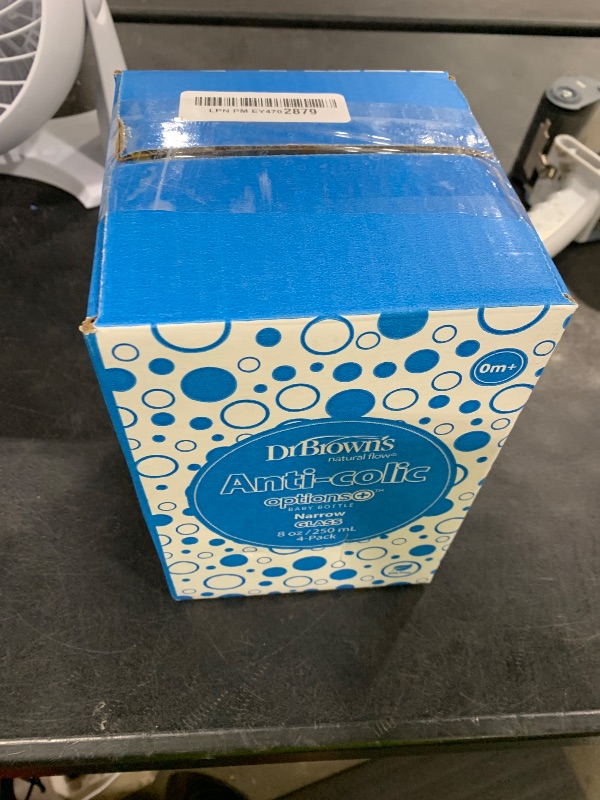 LPN PM EY4702879
0m+
Dr Brown's
natural flow®
Anti-colic
options+™
BABY BOTTLE
Narrow
GLASS
8 oz / 250 mL
4-Pack